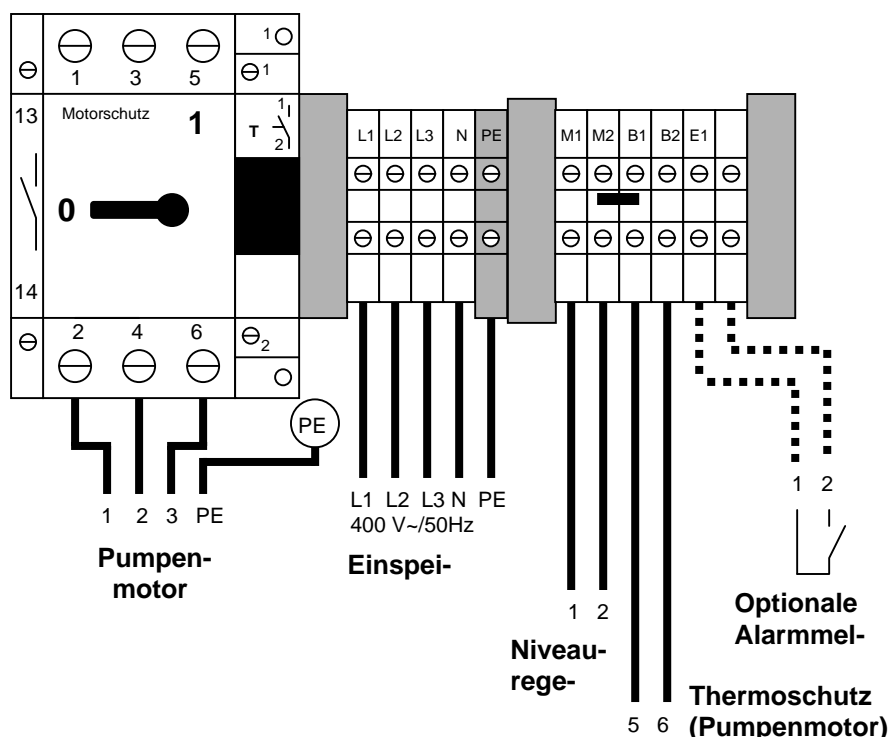 1
1 3 5
1
13
Motorschutz 1
T
1
2
L1 L2 L3 N PE
M1 M2 B1 B2 E1
0
14
2 4 6
2
PE
1 2 3 PE
Pumpen-
motor
L1 L2 L3 N PE
400 V~/50Hz
Einspei-
1 2
Niveau-
rege-
1 2
Optionale
Alarmmel-
5 6
Thermoschutz
(Pumpenmotor)